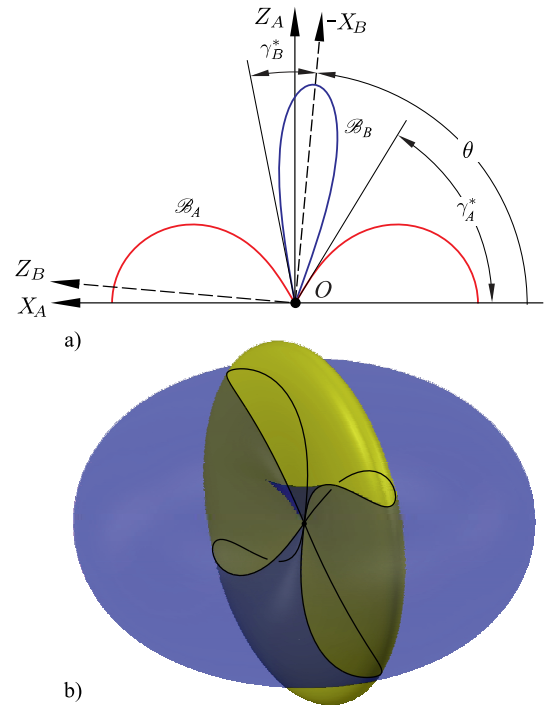 Z_A
-X_B
γ*_B
ℬ_B
θ
ℬ_A
γ*_A
Z_B
O
X_A
a)
b)